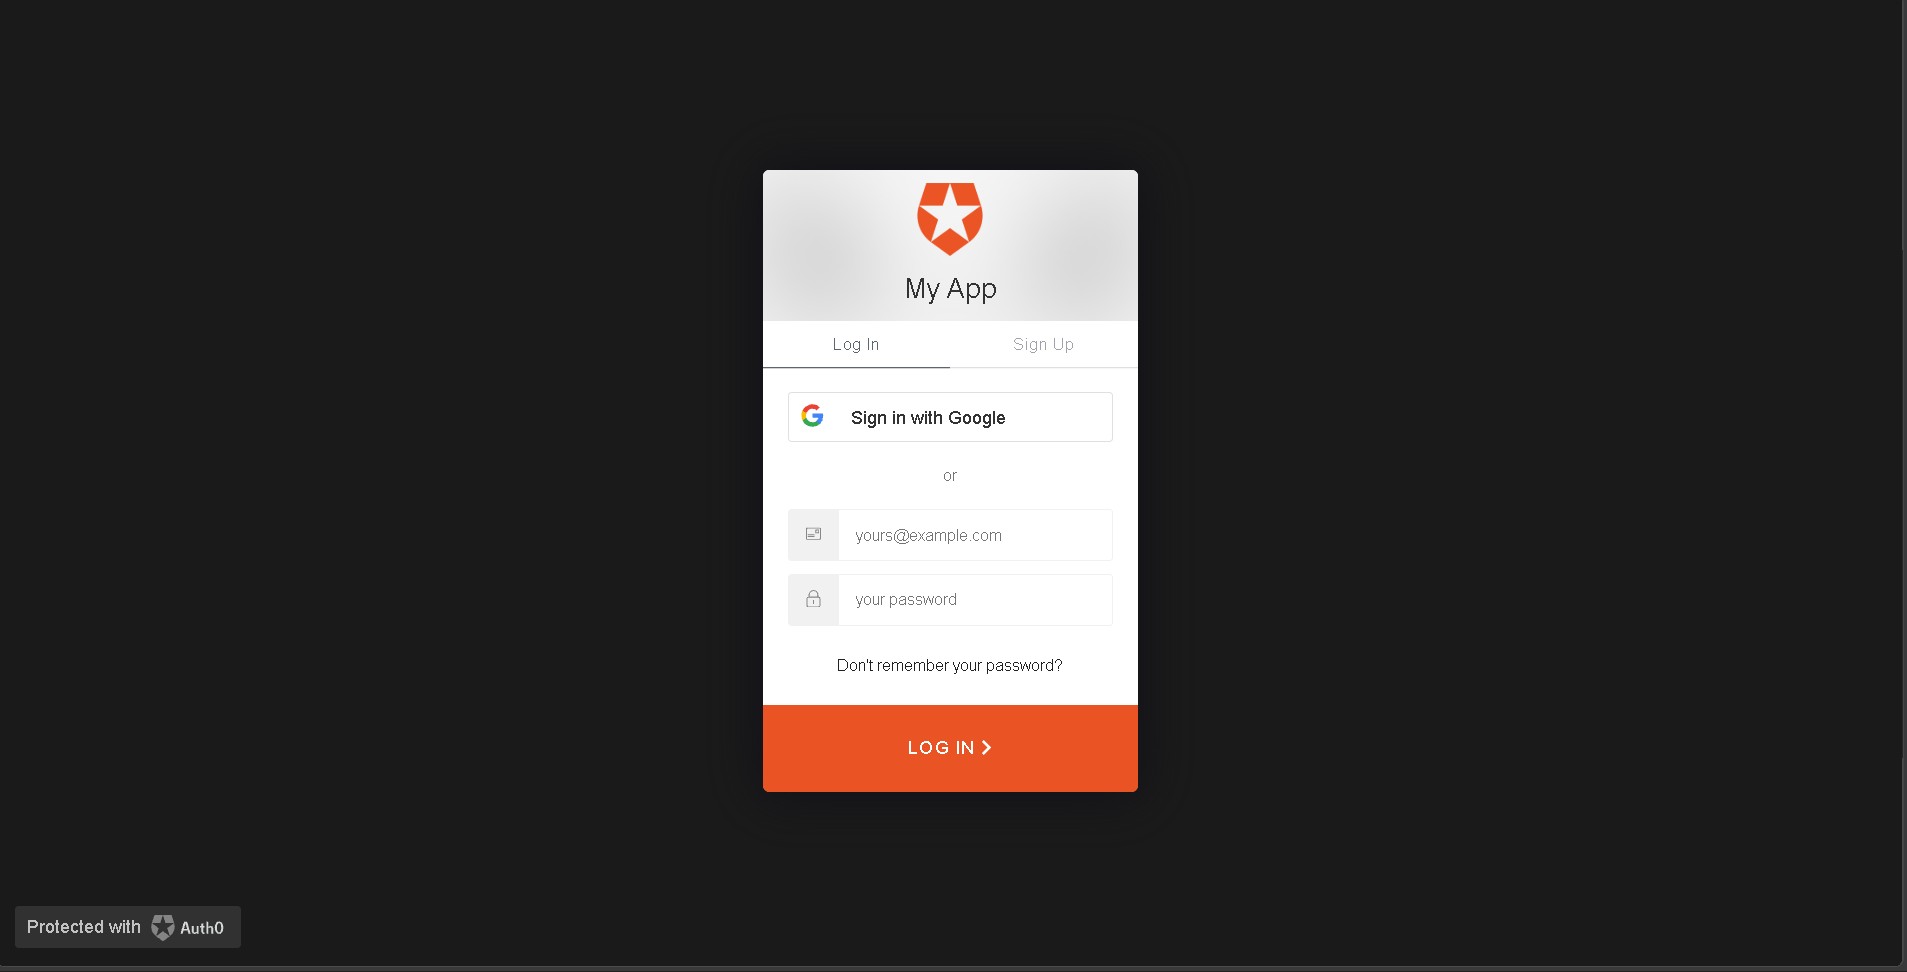 My App
Log In
Sign Up
Sign in with Google
or
yours@example.com
your password
Don't remember your password?
LOG IN
Protected with Auth0